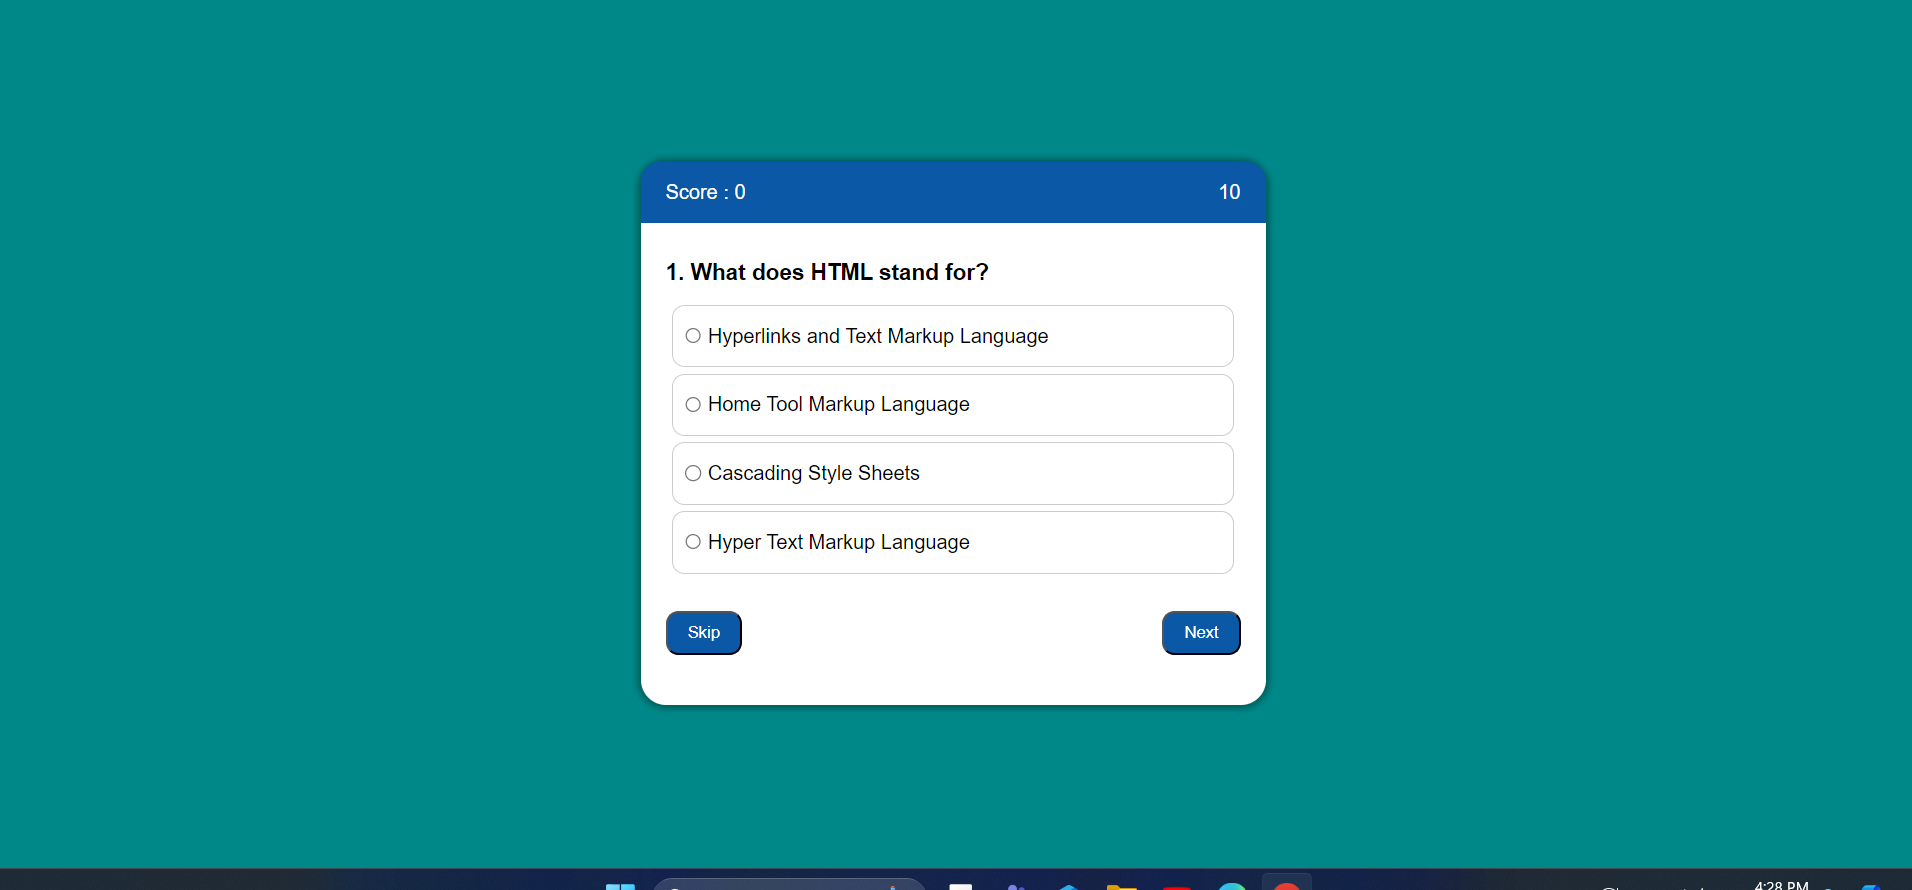 Score : 0
10
1. What does HTML stand for?
Hyperlinks and Text Markup Language
Home Tool Markup Language
Cascading Style Sheets
Hyper Text Markup Language
Skip
Next
4:28 PM